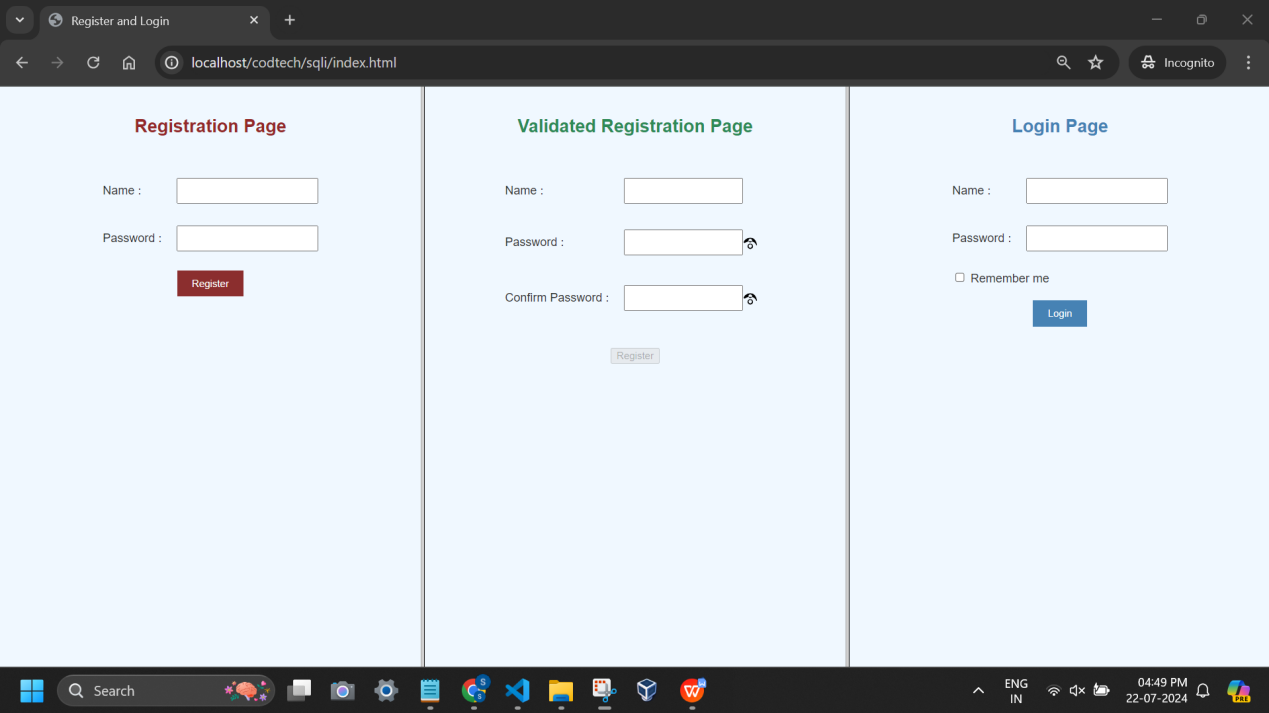 Register and Login
localhost/codtech/sqli/index.html
Incognito
Registration Page
Name :
Password :
Register
Validated Registration Page
Name :
Password :
Confirm Password :
Register
Login Page
Name :
Password :
Remember me
Login
Search
S
S
W
ENG
IN
04:49 PM
22-07-2024
PRE